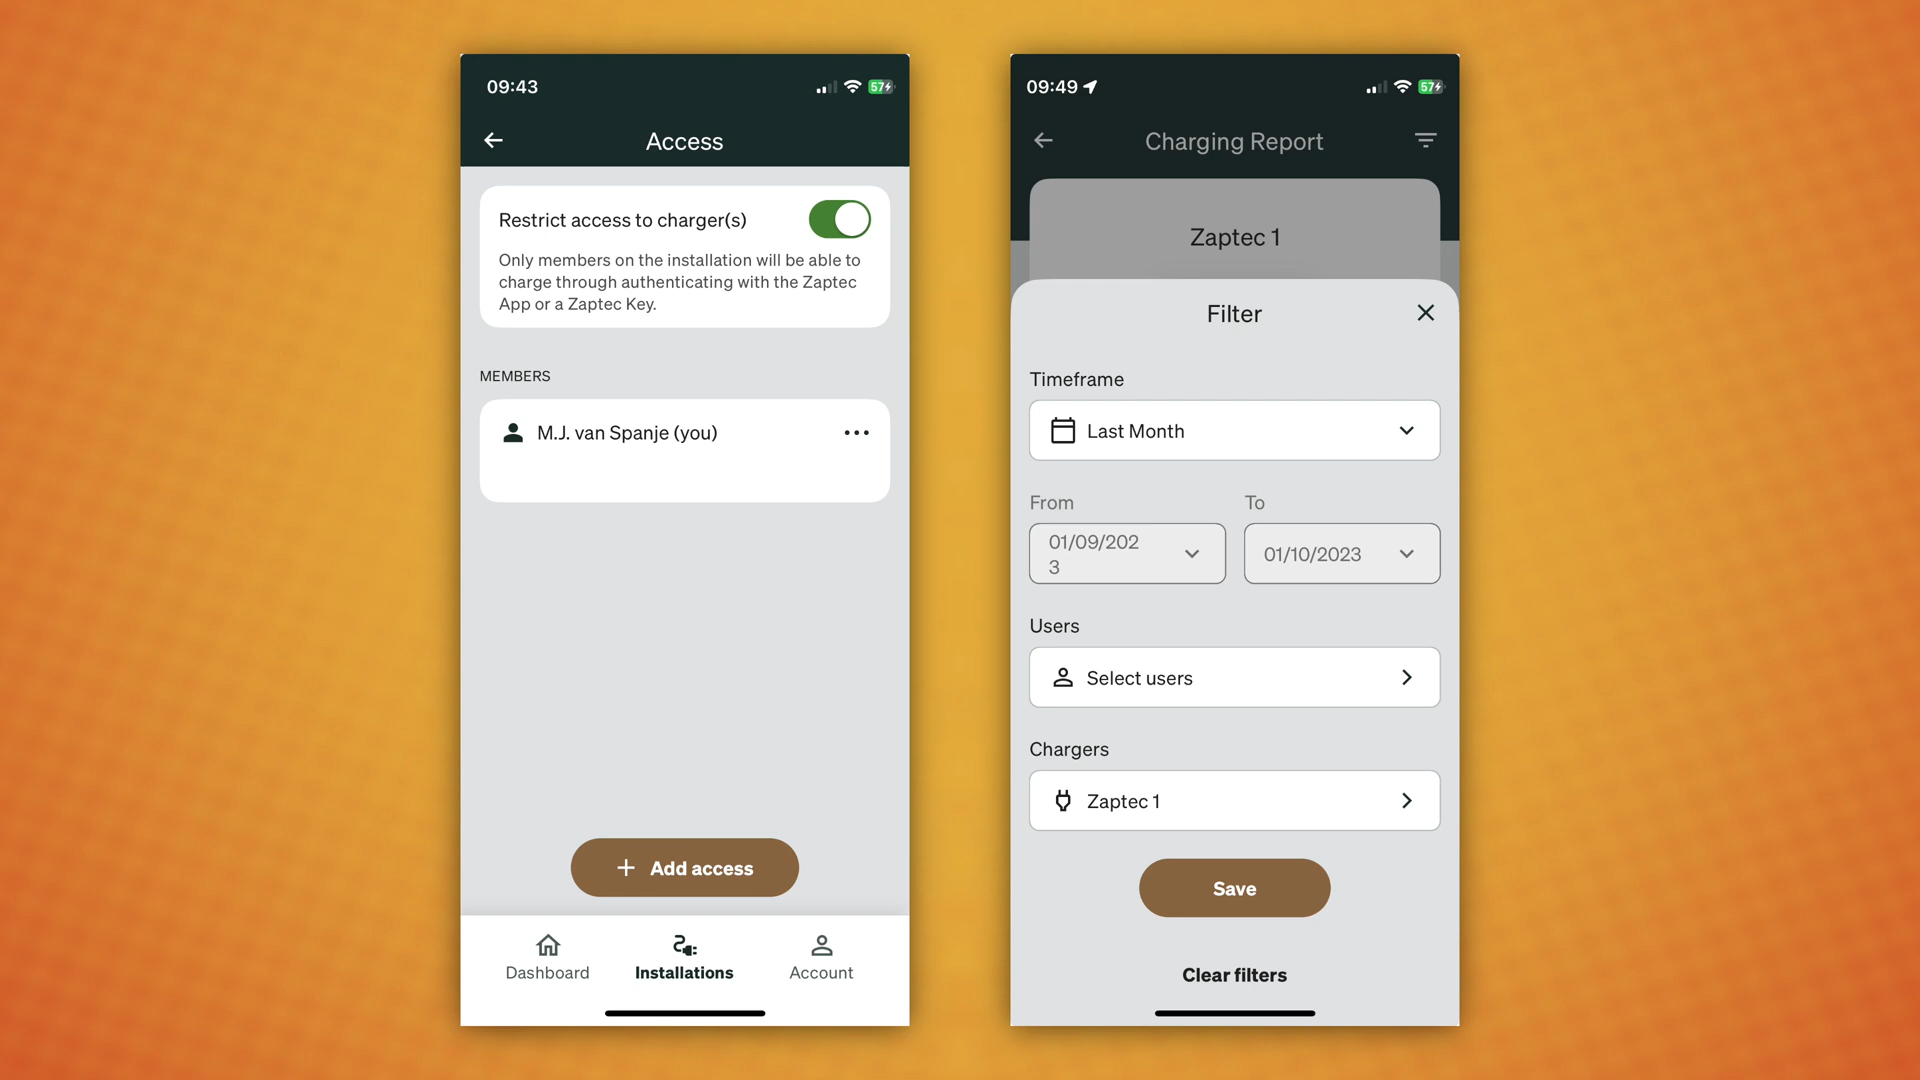 09:43
57
Access
Restrict access to charger(s)
Only members on the installation will be able to
charge through authenticating with the Zaptec
App or a Zaptec Key.
MEMBERS
M.J. van Spanje (you)
+ Add access
Dashboard
Installations
Account
09:49
57
Charging Report
Zaptec 1
Filter
Timeframe
Last Month
From
To
01/09/202
3
01/10/2023
Users
Select users
Chargers
Zaptec 1
Save
Clear filters